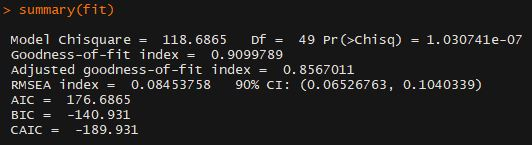 > summary(fit)
Model Chisquare =  118.6865   Df =  49 Pr(>Chisq) = 1.030741e-07
Goodness-of-fit index =  0.9099789
Adjusted goodness-of-fit index =  0.8567011
RMSEA index =  0.08453758   90% CI: (0.06526763, 0.1040339)
AIC =  176.6865
BIC =  -140.931
CAIC =  -189.931